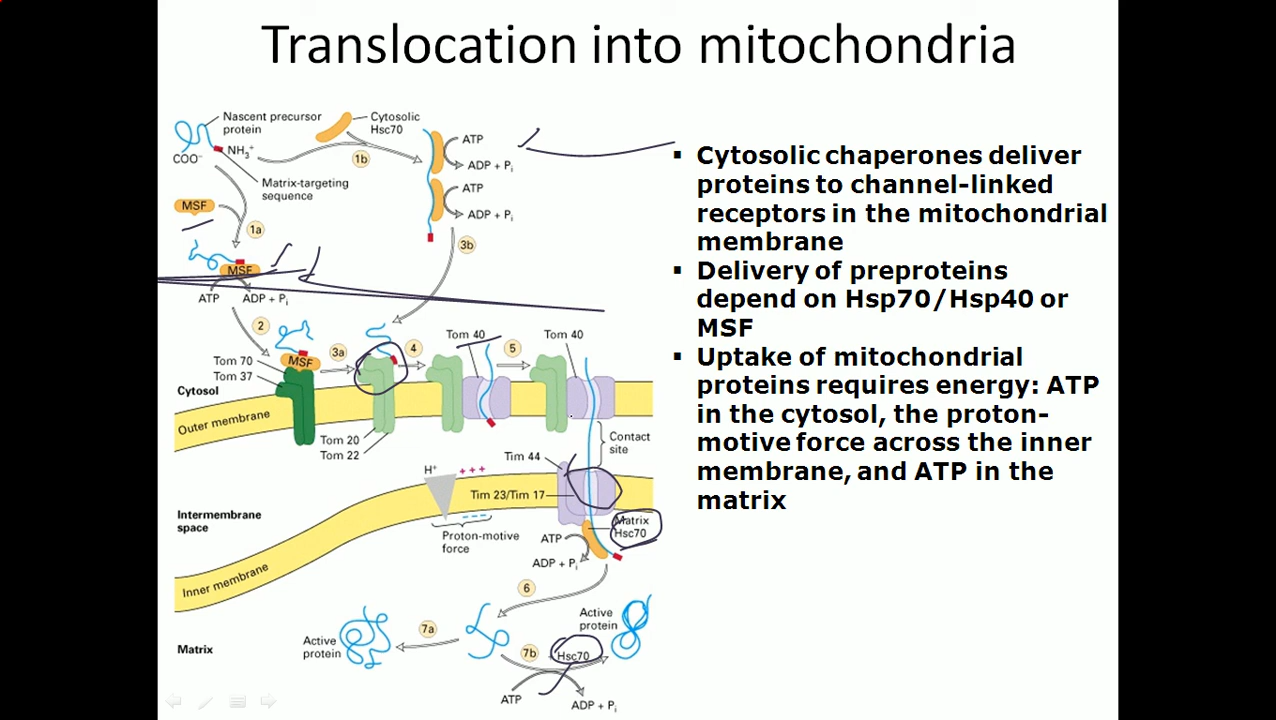 Translocation into mitochondria
Nascent precursor
protein
Cytosolic
Hsc70
NH₃⁺
COO⁻
Matrix-targeting
sequence
1b
ATP
ADP + Pᵢ
ATP
ADP + Pᵢ
MSF
1a
3b
MSF
ATP
ADP + Pᵢ
2
MSF
3a
4
Tom 40
5
Tom 40
Tom 70
Tom 37
Cytosol
Outer membrane
Tom 20
Tom 22
Contact
site
Tim 44
H⁺
+++
Tim 23/Tim 17
Intermembrane
space
Proton-motive
force
Matrix
Hsc70
ATP
ADP + Pᵢ
Inner membrane
6
Matrix
Active
protein
7a
7b
Hsc70
Active
protein
ATP
ADP + Pᵢ
▪ Cytosolic chaperones deliver
proteins to channel-linked
receptors in the mitochondrial
membrane
▪ Delivery of preproteins
depend on Hsp70/Hsp40 or
MSF
▪ Uptake of mitochondrial
proteins requires energy: ATP
in the cytosol, the proton-
motive force across the inner
membrane, and ATP in the
matrix